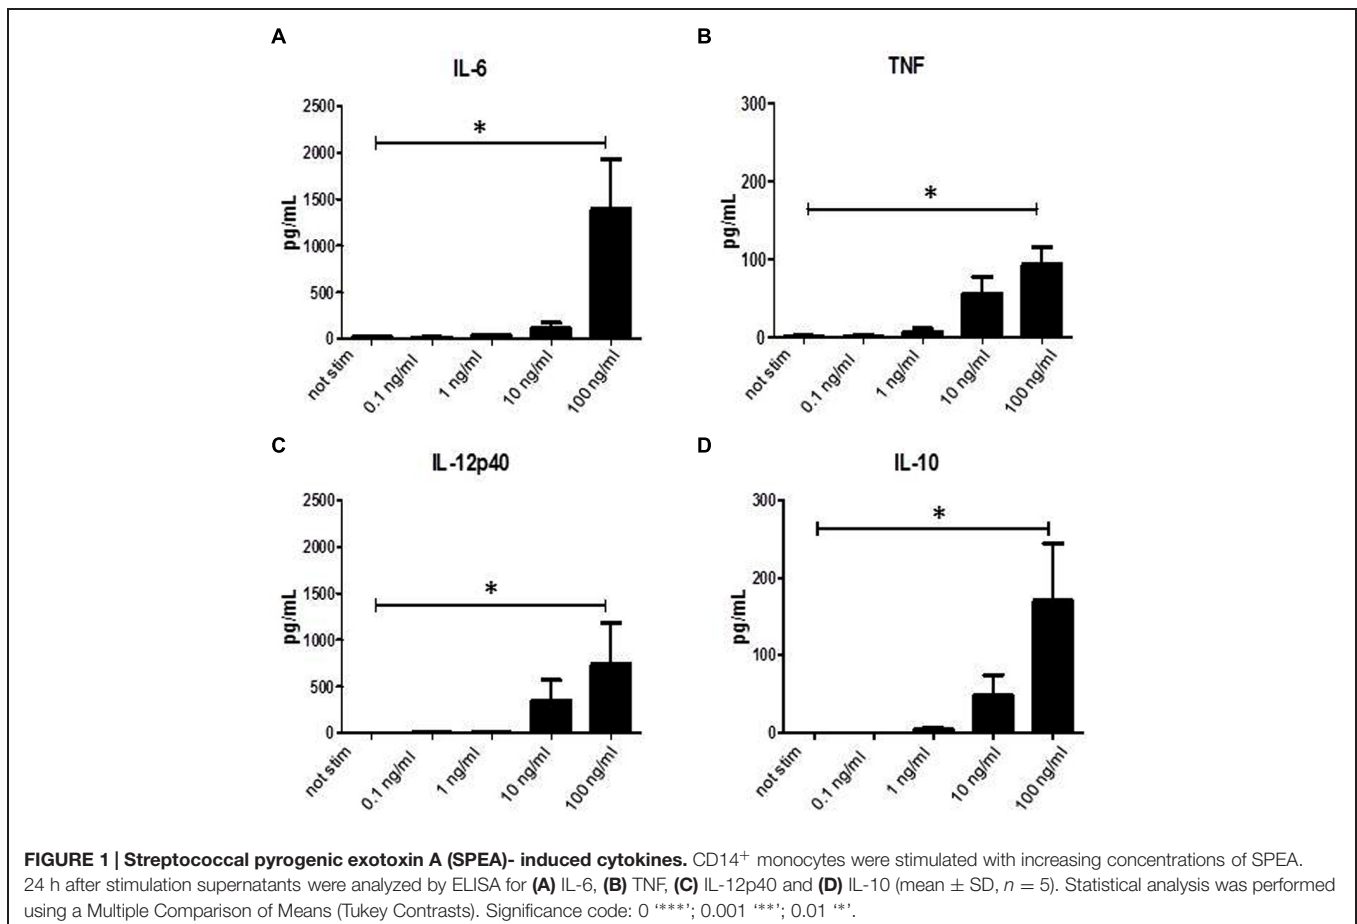 A
IL-6
2500
2000
1500
1000
500
0
pg/mL
*
not stim
0.1 ng/ml
1 ng/ml
10 ng/ml
100 ng/ml
B
TNF
300
200
100
0
pg/mL
*
not stim
0.1 ng/ml
1 ng/ml
10 ng/ml
100 ng/ml
C
IL-12p40
2500
2000
1500
1000
500
0
pg/mL
*
not stim
0.1 ng/ml
1 ng/ml
10 ng/ml
100 ng/ml
D
IL-10
300
200
100
0
pg/mL
*
not stim
0.1 ng/ml
1 ng/ml
10 ng/ml
100 ng/ml
FIGURE 1 | Streptococcal pyrogenic exotoxin A (SPEA)- induced cytokines. CD14⁺ monocytes were stimulated with increasing concentrations of SPEA.
24 h after stimulation supernatants were analyzed by ELISA for (A) IL-6, (B) TNF, (C) IL-12p40 and (D) IL-10 (mean ± SD, n = 5). Statistical analysis was performed
using a Multiple Comparison of Means (Tukey Contrasts). Significance code: 0 ‘***’; 0.001 ‘**’; 0.01 ‘*’.